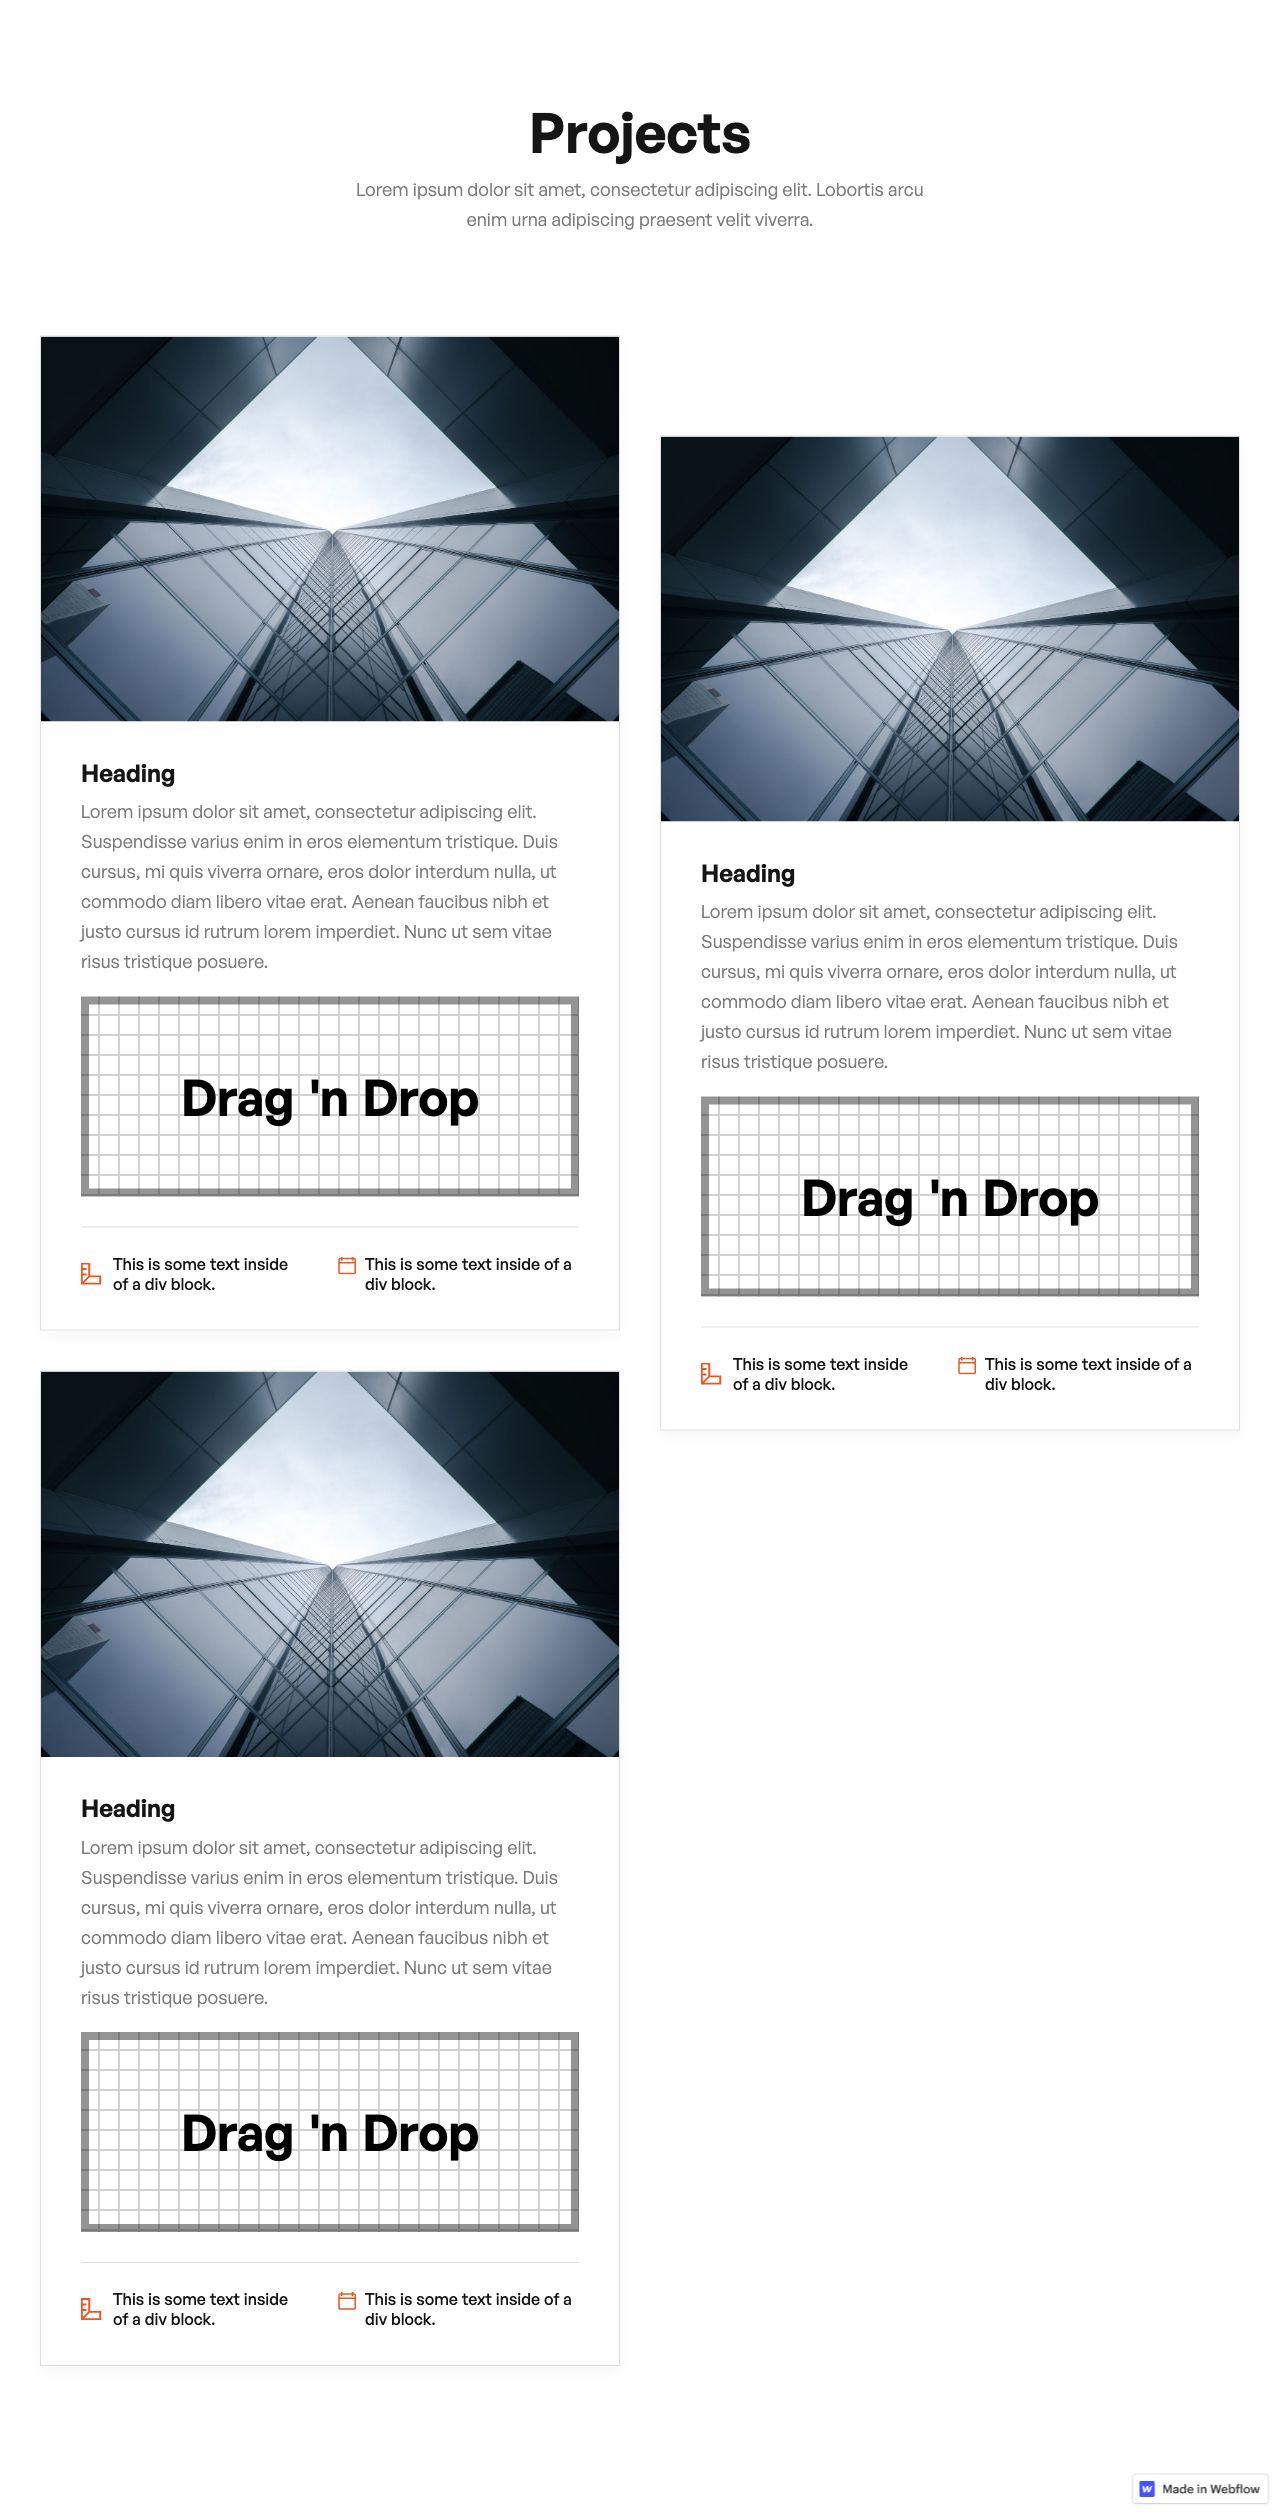 Projects
Lorem ipsum dolor sit amet, consectetur adipiscing elit. Lobortis arcu
enim urna adipiscing praesent velit viverra.
Heading
Lorem ipsum dolor sit amet, consectetur adipiscing elit.
Suspendisse varius enim in eros elementum tristique. Duis
cursus, mi quis viverra ornare, eros dolor interdum nulla, ut
commodo diam libero vitae erat. Aenean faucibus nibh et
justo cursus id rutrum lorem imperdiet. Nunc ut sem vitae
risus tristique posuere.
Drag 'n Drop
This is some text inside
of a div block.
This is some text inside of a
div block.
Heading
Lorem ipsum dolor sit amet, consectetur adipiscing elit.
Suspendisse varius enim in eros elementum tristique. Duis
cursus, mi quis viverra ornare, eros dolor interdum nulla, ut
commodo diam libero vitae erat. Aenean faucibus nibh et
justo cursus id rutrum lorem imperdiet. Nunc ut sem vitae
risus tristique posuere.
Drag 'n Drop
This is some text inside
of a div block.
This is some text inside of a
div block.
Heading
Lorem ipsum dolor sit amet, consectetur adipiscing elit.
Suspendisse varius enim in eros elementum tristique. Duis
cursus, mi quis viverra ornare, eros dolor interdum nulla, ut
commodo diam libero vitae erat. Aenean faucibus nibh et
justo cursus id rutrum lorem imperdiet. Nunc ut sem vitae
risus tristique posuere.
Drag 'n Drop
This is some text inside
of a div block.
This is some text inside of a
div block.
Made in Webflow